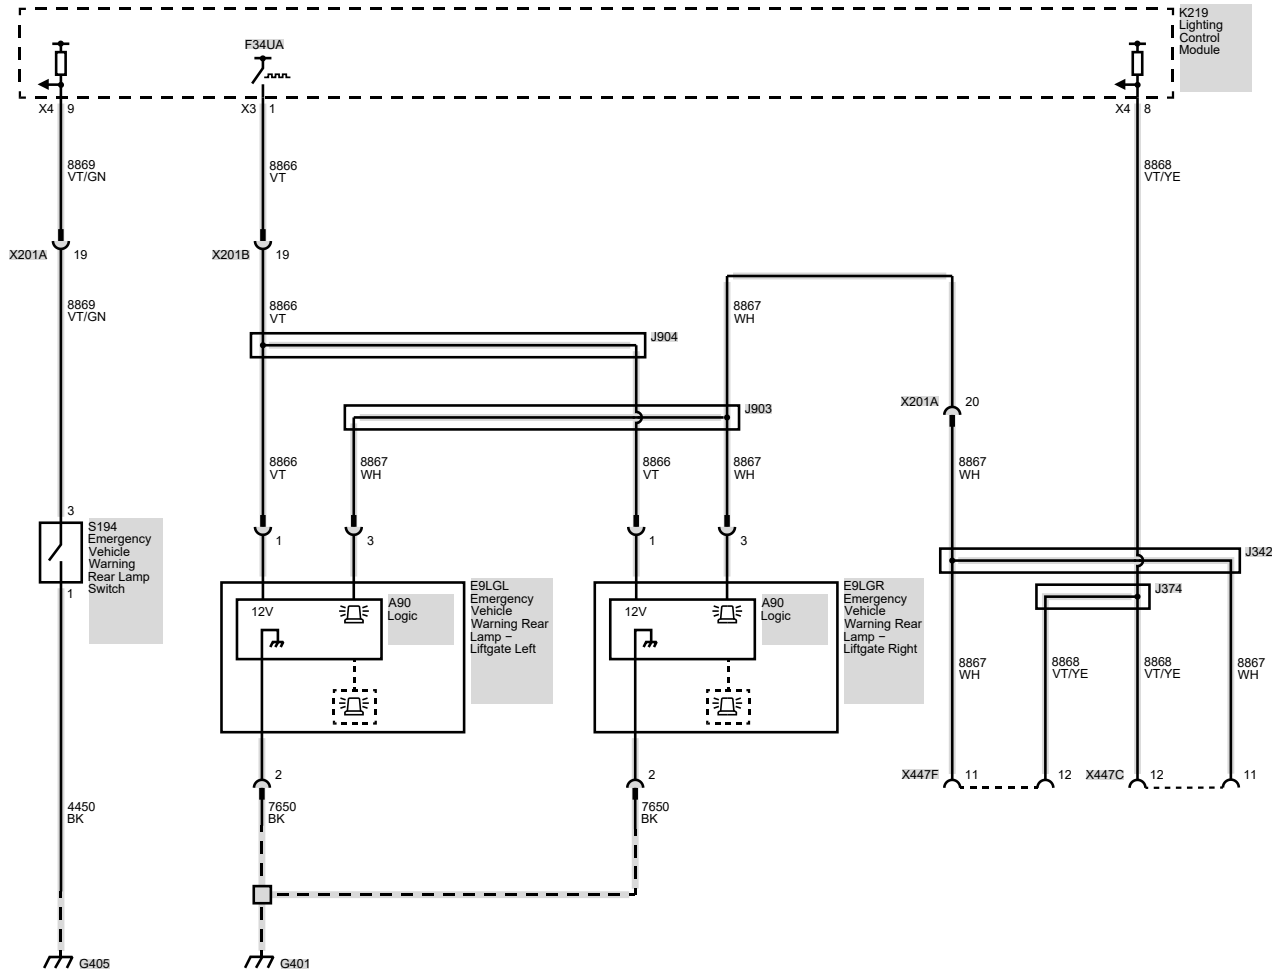 K219
Lighting
Control
Module
F34UA
X4 9
X3 1
X4 8
8869
VT/GN
8866
VT
8868
VT/YE
X201A 19
X201B 19
8869
VT/GN
8866
VT
8867
WH
J904
X201A 20
J903
8866
VT
8867
WH
8866
VT
8867
WH
8867
WH
3
S194
Emergency
Vehicle
Warning
Rear Lamp
Switch
1
1
3
1
3
J342
J374
E9LGL
Emergency
Vehicle
Warning Rear
Lamp –
Liftgate Left
12V
A90
Logic
E9LGR
Emergency
Vehicle
Warning Rear
Lamp –
Liftgate Right
12V
A90
Logic
8867
WH
8868
VT/YE
8868
VT/YE
8867
WH
2
2
X447F 11
12
X447C 12
11
4450
BK
7650
BK
7650
BK
G405
G401